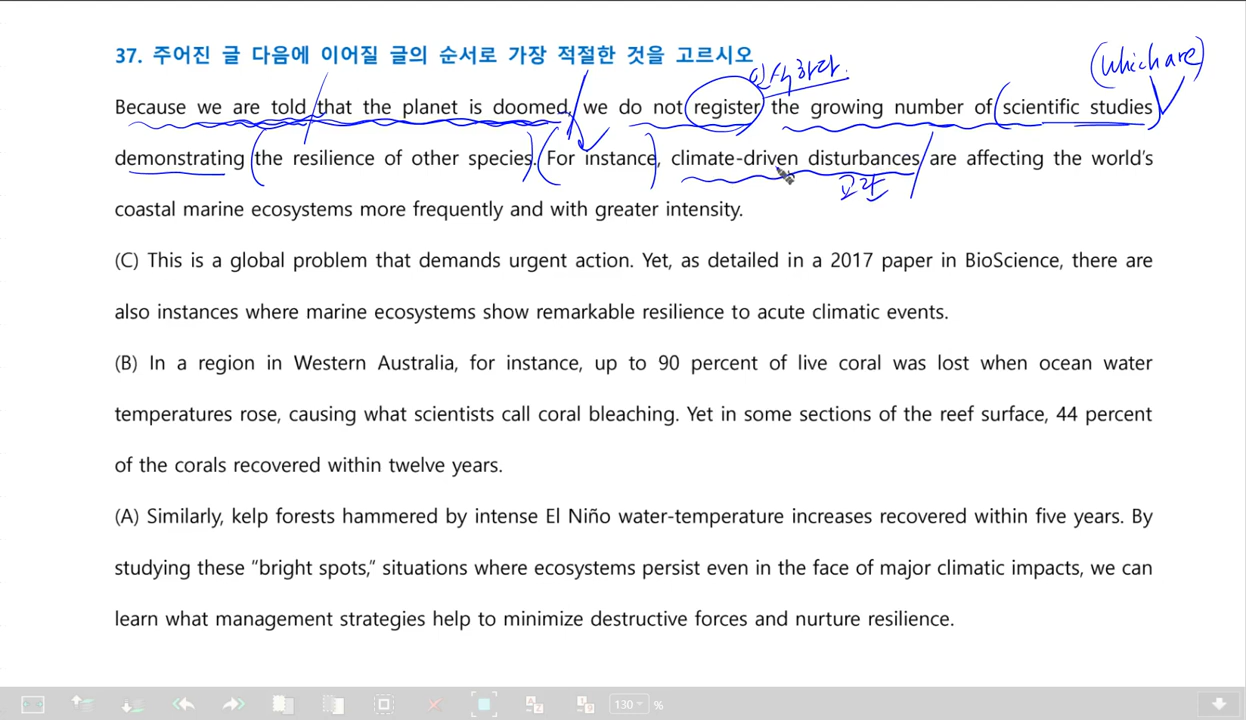 37. 주어진 글 다음에 이어질 글의 순서로 가장 적절한 것을 고르시오
인식하다.
(which are)
Because we are told that the planet is doomed, we do not register the growing number of scientific studies
demonstrating the resilience of other species. For instance, climate-driven disturbances are affecting the world's
교란
coastal marine ecosystems more frequently and with greater intensity.
(C) This is a global problem that demands urgent action. Yet, as detailed in a 2017 paper in BioScience, there are
also instances where marine ecosystems show remarkable resilience to acute climatic events.
(B) In a region in Western Australia, for instance, up to 90 percent of live coral was lost when ocean water
temperatures rose, causing what scientists call coral bleaching. Yet in some sections of the reef surface, 44 percent
of the corals recovered within twelve years.
(A) Similarly, kelp forests hammered by intense El Niño water-temperature increases recovered within five years. By
studying these "bright spots," situations where ecosystems persist even in the face of major climatic impacts, we can
learn what management strategies help to minimize destructive forces and nurture resilience.
130 %